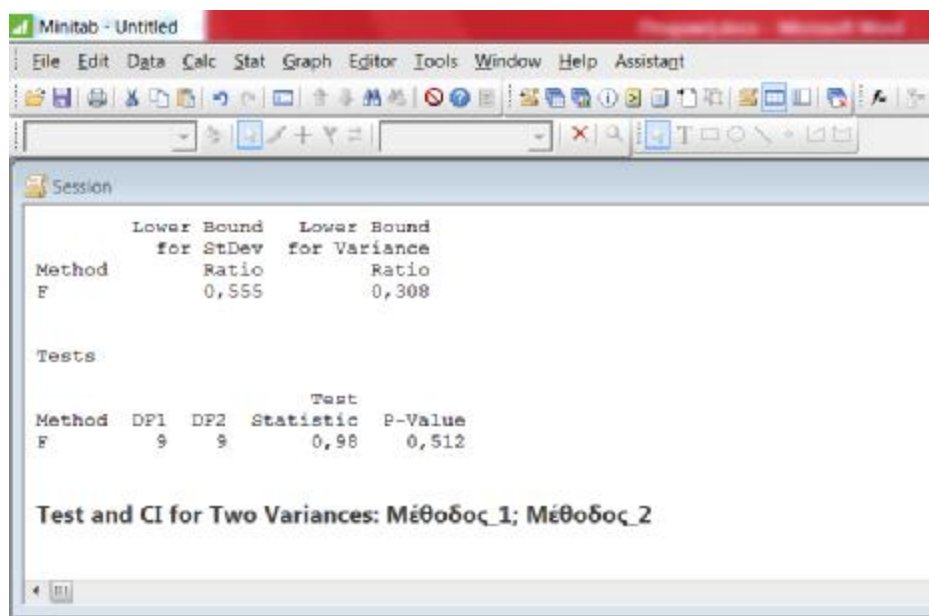 Minitab - Untitled
File Edit Data Calc Stat Graph Editor Tools Window Help Assistant
Session
Lower Bound Lower Bound
for StDev for Variance
Method Ratio Ratio
F 0,555 0,308
Tests
Test
Method DF1 DF2 Statistic P-Value
F 9 9 0,98 0,512
Test and CI for Two Variances: Μέθοδος_1; Μέθοδος_2